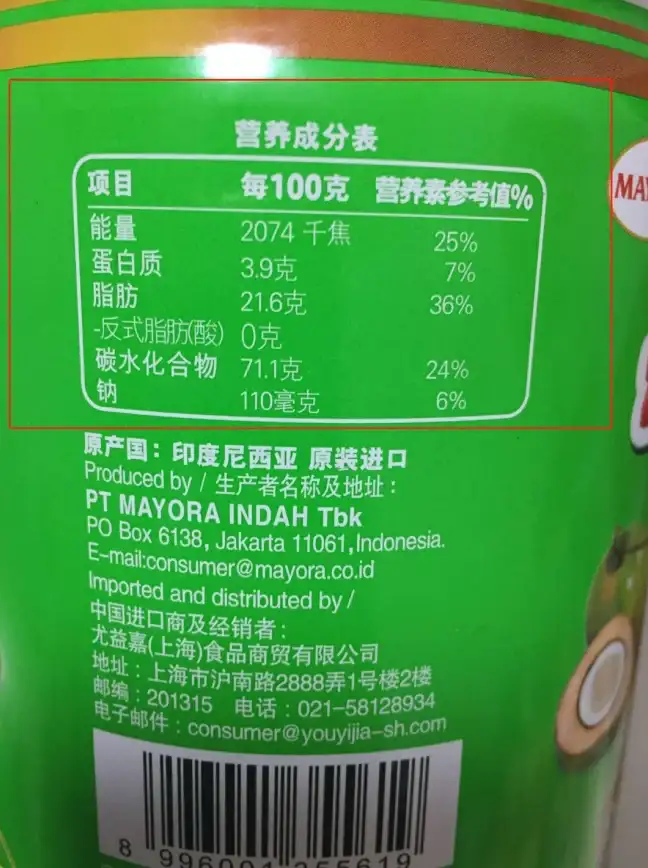 营养成分表
项目 每100克 营养素参考值%
能量 2074 千焦 25%
蛋白质 3.9克 7%
脂肪 21.6克 36%
-反式脂肪(酸) 0克
碳水化合物 71.1克 24%
钠 110毫克 6%
MA
原产国：印度尼西亚 原装进口
Produced by / 生产者名称及地址：
PT MAYORA INDAH Tbk
PO Box 6138, Jakarta 11061,Indonesia.
E-mail:consumer@mayora.co.id
Imported and distributed by /
中国进口商及经销者：
尤益嘉(上海)食品商贸有限公司
地址：上海市沪南路2888弄1号楼2楼
邮编：201315 电话：021-58128934
电子邮件：consumer@youyijia-sh.com
8 996001 355619